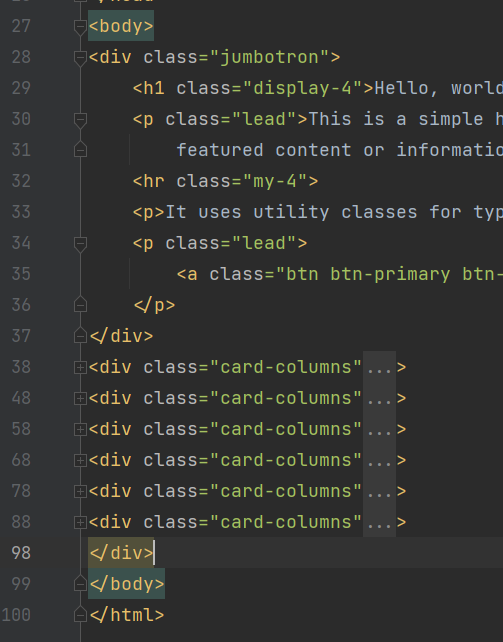 27 <body>
28 <div class="jumbotron">
29 <h1 class="display-4">Hello, world
30 <p class="lead">This is a simple h
31 featured content or informatio
32 <hr class="my-4">
33 <p>It uses utility classes for typ
34 <p class="lead">
35 <a class="btn btn-primary btn-
36 </p>
37 </div>
38 <div class="card-columns"...>
48 <div class="card-columns"...>
58 <div class="card-columns"...>
68 <div class="card-columns"...>
78 <div class="card-columns"...>
88 <div class="card-columns"...>
98 </div>
99 </body>
100 </html>